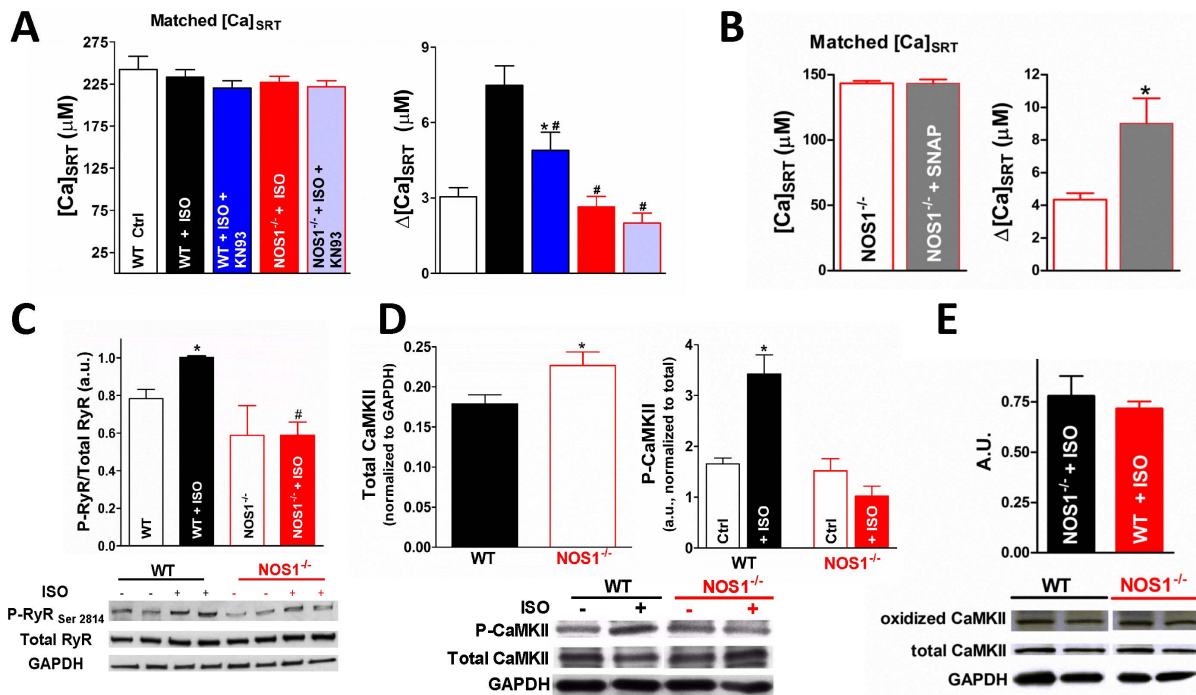 A
Matched [Ca]SRT
[Ca]SRT (µM)
275
225
175
125
75
25
WT Ctrl
WT + ISO
WT + ISO +
KN93
NOS1-/- + ISO
NOS1-/- + ISO +
KN93
Δ[Ca]SRT (µM)
9
6
3
0
* #
#
#
B
Matched [Ca]SRT
[Ca]SRT (µM)
150
100
50
0
NOS1-/-
NOS1-/- + SNAP
Δ[Ca]SRT (µM)
12
10
8
6
4
2
0
*
C
P-RyR/Total RyR (a.u.)
1.0
0.8
0.6
0.4
0.2
0.0
*
#
WT
WT + ISO
NOS1-/-
NOS1-/- + ISO
WT NOS1-/-
ISO - - + + - - + +
P-RyR Ser 2814
Total RyR
GAPDH
D
Total CaMKII
(normalized to GAPDH)
0.25
0.20
0.15
0.10
0.05
0.00
*
WT NOS1-/-
P-CaMKII
(a.u., normalized to total)
4
3
2
1
0
*
Ctrl
+ ISO
Ctrl
+ ISO
WT NOS1-/-
WT NOS1-/-
ISO - + - +
P-CaMKII
Total CaMKII
GAPDH
E
A.U.
0.75
0.50
0.25
0.00
NOS1-/- + ISO
WT + ISO
WT NOS1-/-
oxidized CaMKII
total CaMKII
GAPDH